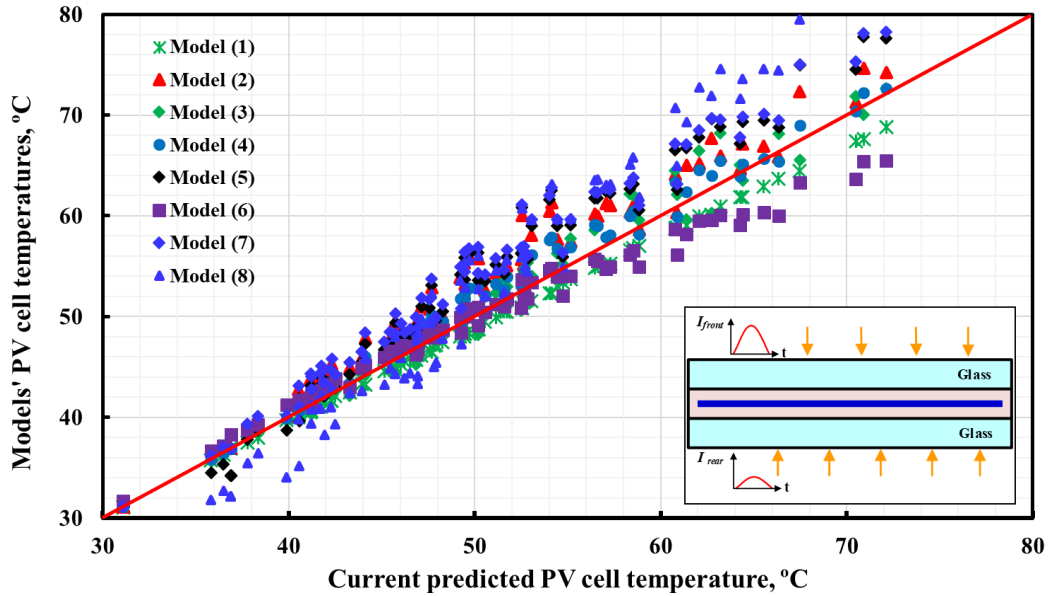 80
70
60
50
40
30
30
40
50
60
70
80
Models' PV cell temperatures, ºC
Current predicted PV cell temperature, ºC
Model (1)
Model (2)
Model (3)
Model (4)
Model (5)
Model (6)
Model (7)
Model (8)
I front
t
Glass
Glass
I rear
t